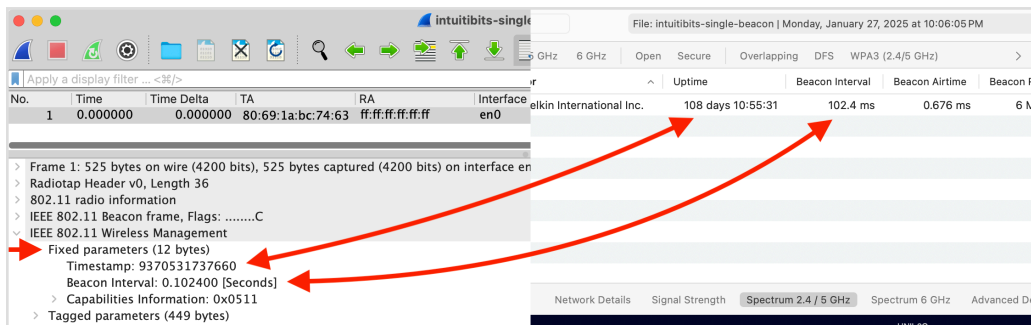 intuitibits-single
Apply a display filter ... <⌘/>
No. Time Time Delta TA RA Interface
1 0.000000 0.000000 80:69:1a:bc:74:63 ff:ff:ff:ff:ff:ff en0
Frame 1: 525 bytes on wire (4200 bits), 525 bytes captured (4200 bits) on interface en
Radiotap Header v0, Length 36
802.11 radio information
IEEE 802.11 Beacon frame, Flags: ........C
IEEE 802.11 Wireless Management
Fixed parameters (12 bytes)
Timestamp: 9370531737660
Beacon Interval: 0.102400 [Seconds]
Capabilities Information: 0x0511
Tagged parameters (449 bytes)
File: intuitibits-single-beacon | Monday, January 27, 2025 at 10:06:05 PM
GHz 6 GHz Open Secure Overlapping DFS WPA3 (2.4/5 GHz)
Uptime Beacon Interval Beacon Airtime Beacon
elkin International Inc. 108 days 10:55:31 102.4 ms 0.676 ms 6
Network Details Signal Strength Spectrum 2.4 / 5 GHz Spectrum 6 GHz Advanced